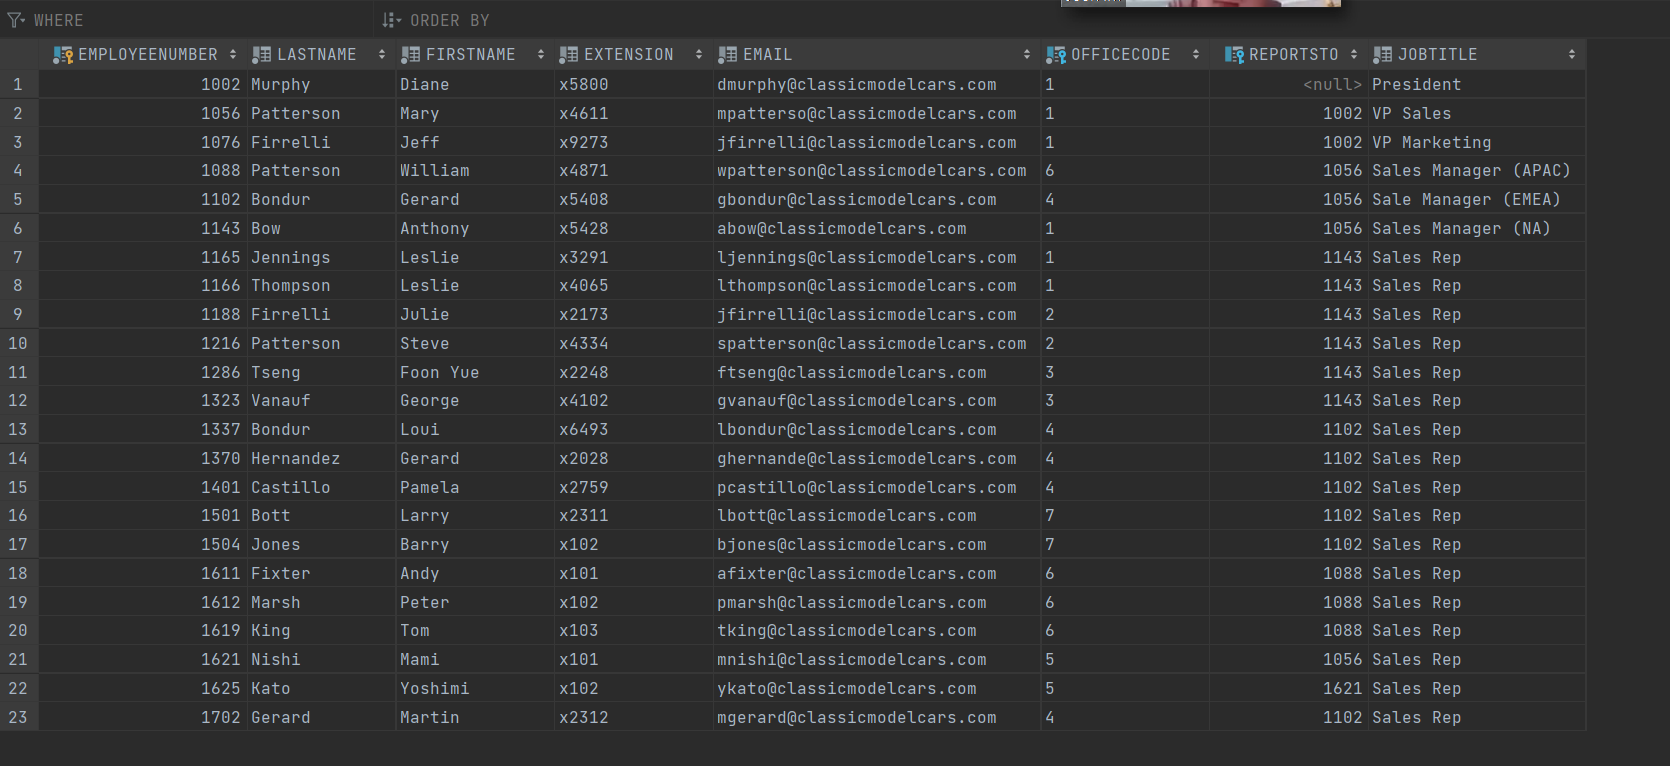 WHERE ORDER BY
EMPLOYEENUMBER LASTNAME FIRSTNAME EXTENSION EMAIL OFFICECODE REPORTSTO JOBTITLE
1 1002 Murphy Diane x5800 dmurphy@classicmodelcars.com 1 <null> President
2 1056 Patterson Mary x4611 mpatterso@classicmodelcars.com 1 1002 VP Sales
3 1076 Firrelli Jeff x9273 jfirrelli@classicmodelcars.com 1 1002 VP Marketing
4 1088 Patterson William x4871 wpatterson@classicmodelcars.com 6 1056 Sales Manager (APAC)
5 1102 Bondur Gerard x5408 gbondur@classicmodelcars.com 4 1056 Sale Manager (EMEA)
6 1143 Bow Anthony x5428 abow@classicmodelcars.com 1 1056 Sales Manager (NA)
7 1165 Jennings Leslie x3291 ljennings@classicmodelcars.com 1 1143 Sales Rep
8 1166 Thompson Leslie x4065 lthompson@classicmodelcars.com 1 1143 Sales Rep
9 1188 Firrelli Julie x2173 jfirrelli@classicmodelcars.com 2 1143 Sales Rep
10 1216 Patterson Steve x4334 spatterson@classicmodelcars.com 2 1143 Sales Rep
11 1286 Tseng Foon Yue x2248 ftseng@classicmodelcars.com 3 1143 Sales Rep
12 1323 Vanauf George x4102 gvanauf@classicmodelcars.com 3 1143 Sales Rep
13 1337 Bondur Loui x6493 lbondur@classicmodelcars.com 4 1102 Sales Rep
14 1370 Hernandez Gerard x2028 ghernande@classicmodelcars.com 4 1102 Sales Rep
15 1401 Castillo Pamela x2759 pcastillo@classicmodelcars.com 4 1102 Sales Rep
16 1501 Bott Larry x2311 lbott@classicmodelcars.com 7 1102 Sales Rep
17 1504 Jones Barry x102 bjones@classicmodelcars.com 7 1102 Sales Rep
18 1611 Fixter Andy x101 afixter@classicmodelcars.com 6 1088 Sales Rep
19 1612 Marsh Peter x102 pmarsh@classicmodelcars.com 6 1088 Sales Rep
20 1619 King Tom x103 tking@classicmodelcars.com 6 1088 Sales Rep
21 1621 Nishi Mami x101 mnishi@classicmodelcars.com 5 1056 Sales Rep
22 1625 Kato Yoshimi x102 ykato@classicmodelcars.com 5 1621 Sales Rep
23 1702 Gerard Martin x2312 mgerard@classicmodelcars.com 4 1102 Sales Rep